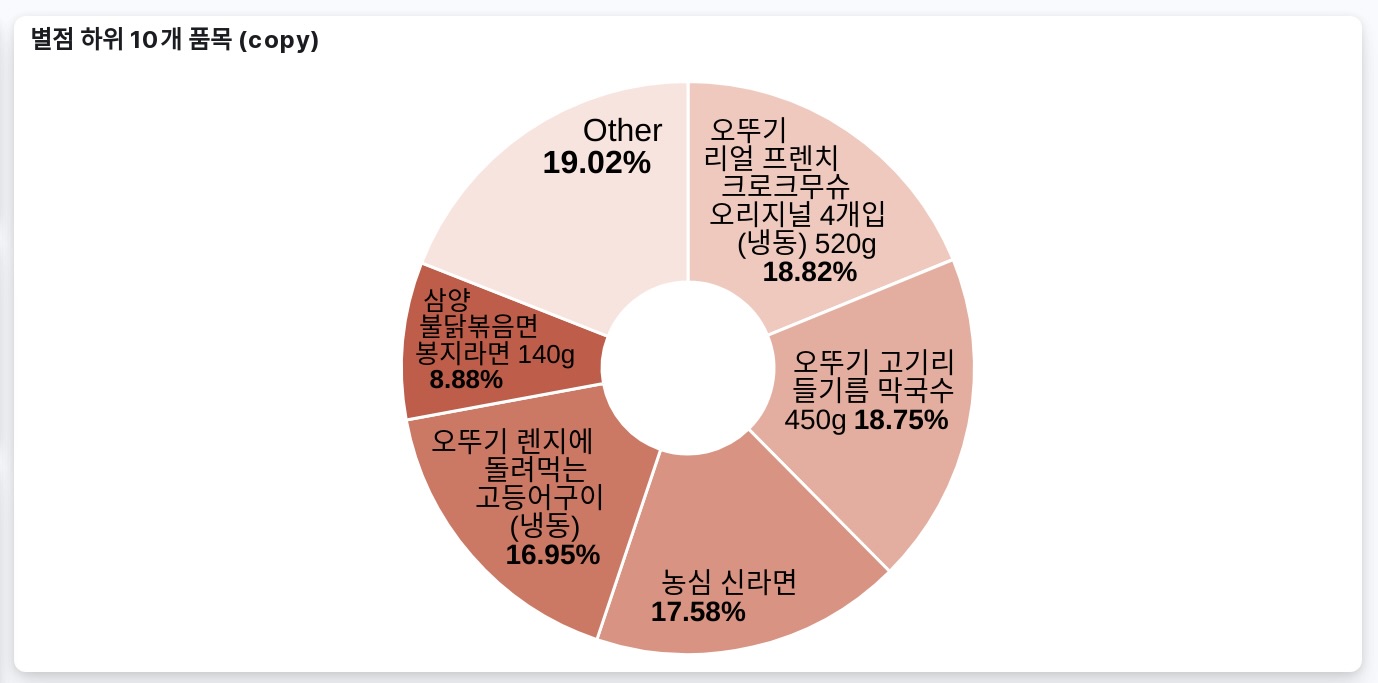 별점 하위 10개 품목 (copy)
Other
19.02%
오뚜기
리얼 프렌치
크로크무슈
오리지널 4개입
(냉동) 520g
18.82%
오뚜기 고기리
들기름 막국수
450g 18.75%
농심 신라면
17.58%
오뚜기 렌지에
돌려먹는
고등어구이
(냉동)
16.95%
삼양
불닭볶음면
봉지라면 140g
8.88%